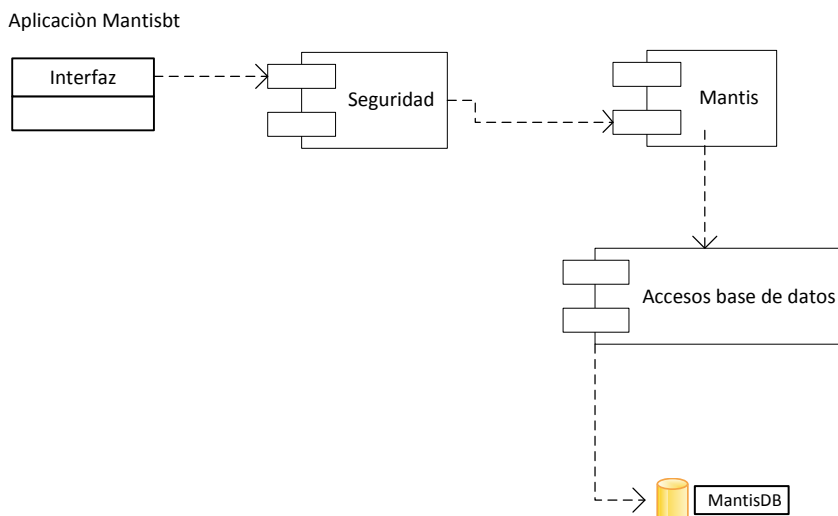 Aplicaciòn Mantisbt
Interfaz
Seguridad
Mantis
Accesos base de datos
MantisDB